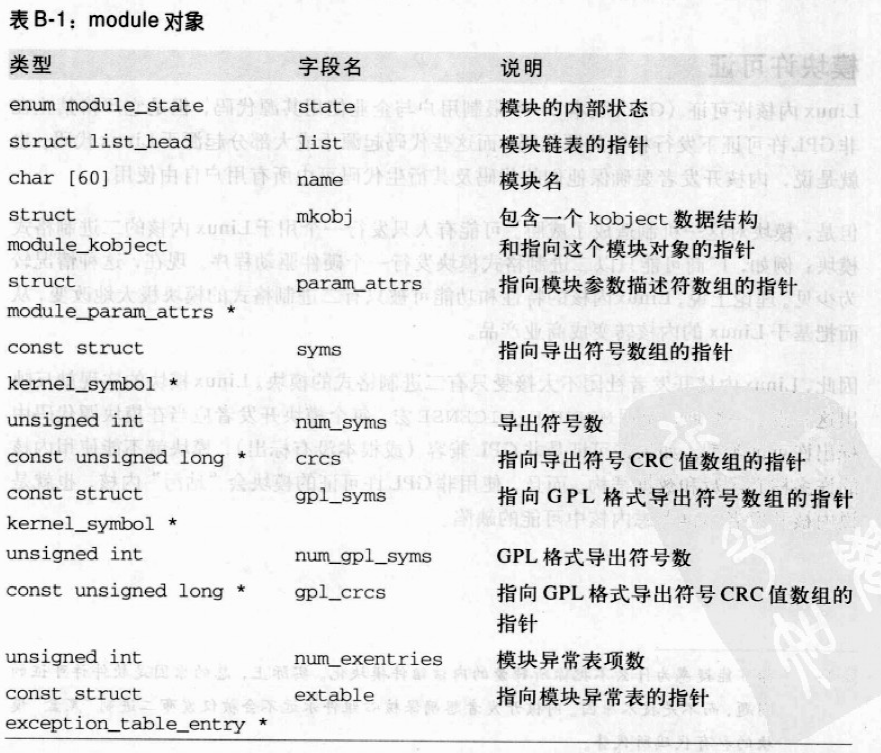 表 B-1：module 对象
类型 字段名 说明
enum module_state state 模块的内部状态
struct list_head list 模块链表的指针
char [60] name 模块名
struct mkobj 包含一个 kobject 数据结构
module_kobject 和指向这个模块对象的指针
struct param_attrs 指向模块参数描述符数组的指针
module_param_attrs *
const struct syms 指向导出符号数组的指针
kernel_symbol *
unsigned int num_syms 导出符号数
const unsigned long * crcs 指向导出符号 CRC 值数组的指针
const struct gpl_syms 指向 GPL 格式导出符号数组的指针
kernel_symbol *
unsigned int num_gpl_syms GPL 格式导出符号数
const unsigned long * gpl_crcs 指向 GPL 格式导出符号 CRC 值数组的
指针
unsigned int num_exentries 模块异常表项数
const struct extable 指向模块异常表的指针
exception_table_entry *